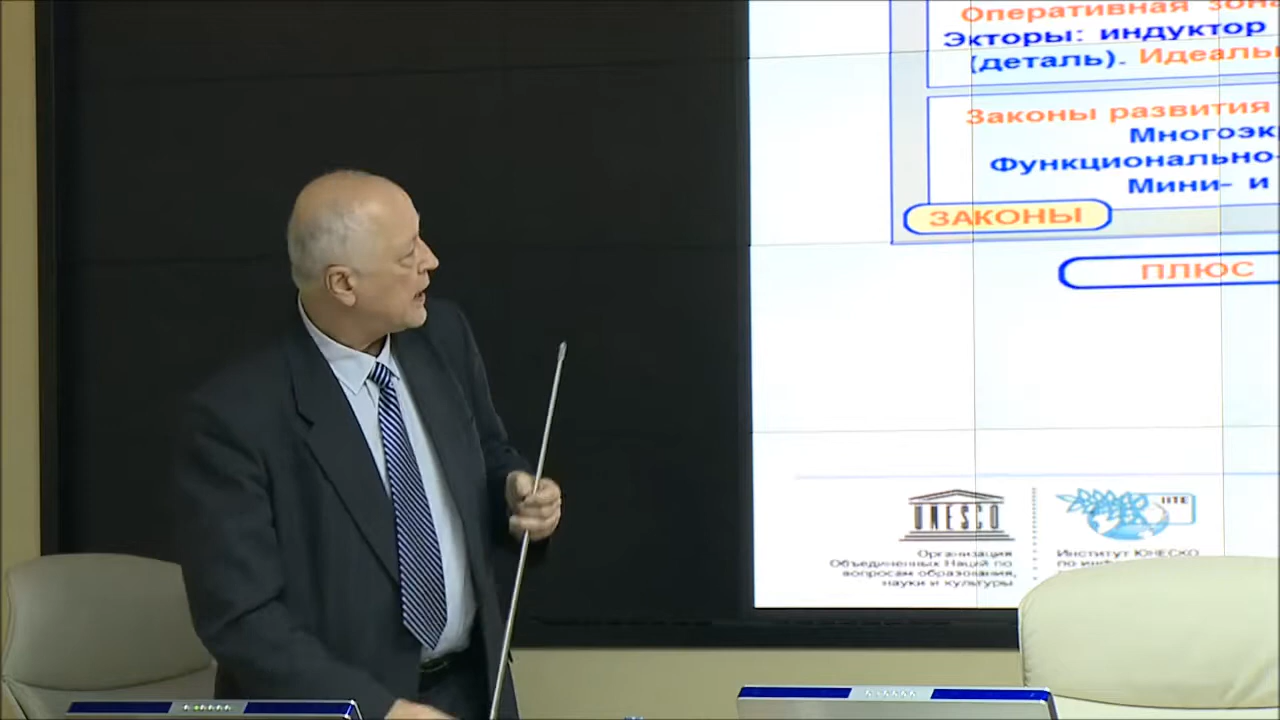 Оперативная зона
Экторы: индуктор
(деталь). Идеаль
Законы развития
Многоэк
Функционально-
Мини- и
ЗАКОНЫ
ПЛЮС
UNESCO
IITE
Организация
Объединенных Наций по
вопросам образования,
науки и культуры
Институт ЮНЕСКО